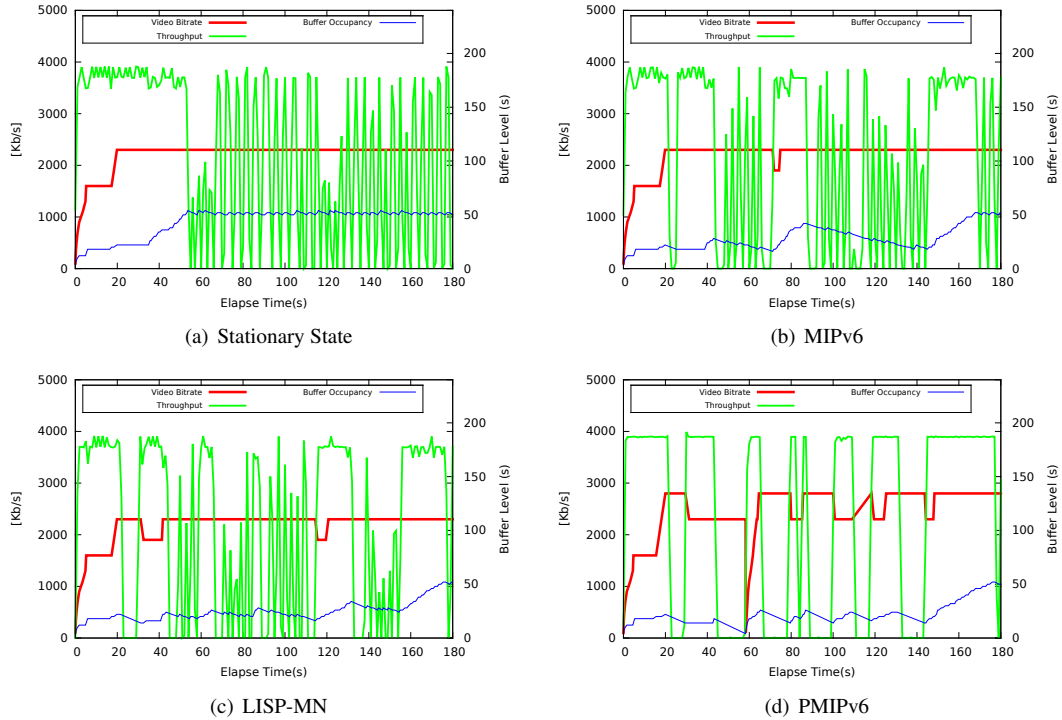 Video Bitrate
Throughput
Buffer Occupancy
5000
4000
3000
2000
1000
0
[Kb/s]
200
150
100
50
0
Buffer Level (s)
0 20 40 60 80 100 120 140 160 180
Elapse Time(s)
(a) Stationary State
Video Bitrate
Throughput
Buffer Occupancy
5000
4000
3000
2000
1000
0
[Kb/s]
200
150
100
50
0
Buffer Level (s)
0 20 40 60 80 100 120 140 160 180
Elapse Time(s)
(b) MIPv6
Video Bitrate
Throughput
Buffer Occupancy
5000
4000
3000
2000
1000
0
[Kb/s]
200
150
100
50
0
Buffer Level (s)
0 20 40 60 80 100 120 140 160 180
Elapse Time(s)
(c) LISP-MN
Video Bitrate
Throughput
Buffer Occupancy
5000
4000
3000
2000
1000
0
[Kb/s]
200
150
100
50
0
Buffer Level (s)
0 20 40 60 80 100 120 140 160 180
Elapse Time(s)
(d) PMIPv6